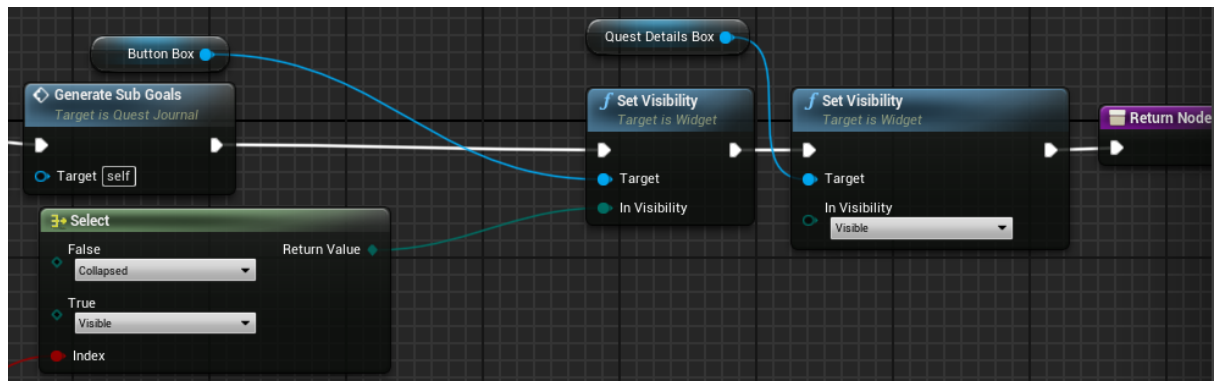 Button Box
Quest Details Box
Generate Sub Goals
Target is Quest Journal
Target self
Set Visibility
Target is Widget
Target
In Visibility
Set Visibility
Target is Widget
Target
In Visibility
Visible
Return Node
Select
False
Return Value
Collapsed
True
Visible
Index